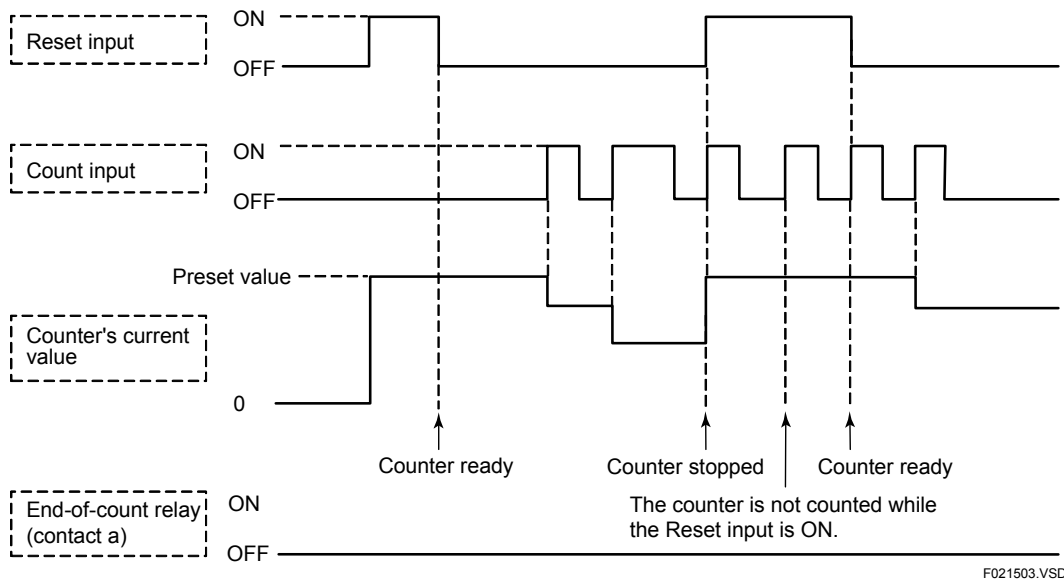 ON
Reset input
OFF
ON
Count input
OFF
Preset value
Counter's current
value
0
Counter ready
Counter stopped
Counter ready
The counter is not counted while
the Reset input is ON.
End-of-count relay
(contact a)
ON
OFF
F021503.VSD